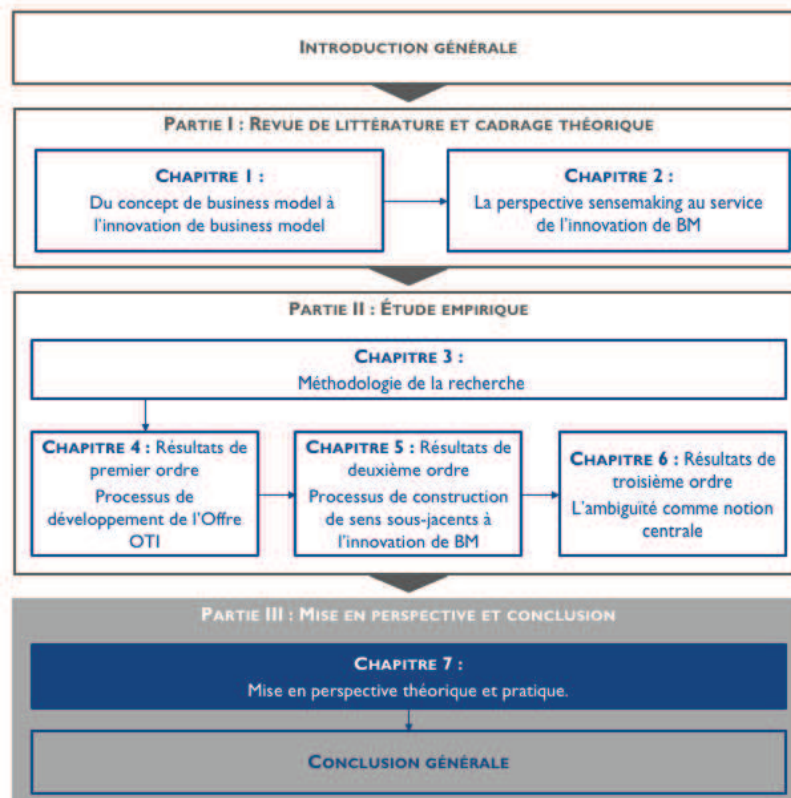 INTRODUCTION GÉNÉRALE
PARTIE I : REVUE DE LITTÉRATURE ET CADRAGE THÉORIQUE
CHAPITRE 1 :
Du concept de business model à
l'innovation de business model
CHAPITRE 2 :
La perspective sensemaking au service
de l'innovation de BM
PARTIE II : ÉTUDE EMPIRIQUE
CHAPITRE 3 :
Méthodologie de la recherche
CHAPITRE 4 : Résultats de
premier ordre
Processus de
développement de l'Offre
OTI
CHAPITRE 5 : Résultats de
deuxième ordre
Processus de construction
de sens sous-jacents à
l'innovation de BM
CHAPITRE 6 : Résultats de
troisième ordre
L'ambiguïté comme notion
centrale
PARTIE III : MISE EN PERSPECTIVE ET CONCLUSION
CHAPITRE 7 :
Mise en perspective théorique et pratique.
CONCLUSION GÉNÉRALE